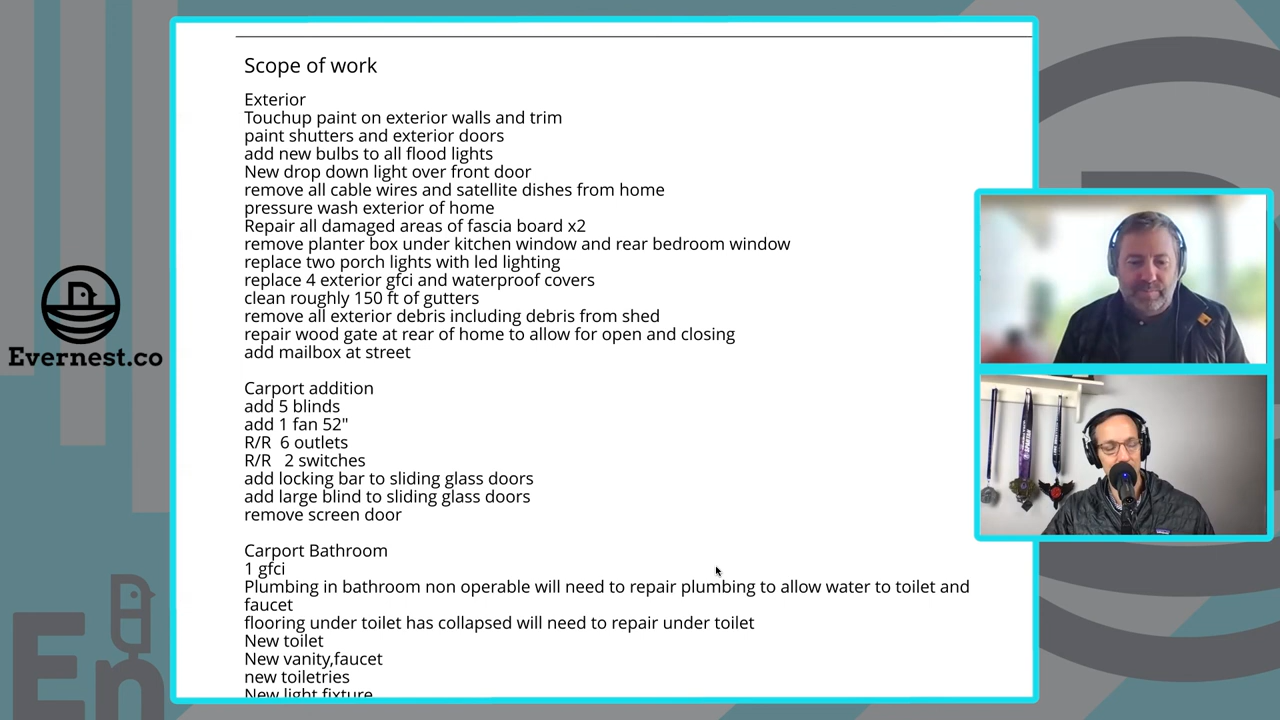 Scope of work
Exterior
Touchup paint on exterior walls and trim
paint shutters and exterior doors
add new bulbs to all flood lights
New drop down light over front door
remove all cable wires and satellite dishes from home
pressure wash exterior of home
Repair all damaged areas of fascia board x2
remove planter box under kitchen window and rear bedroom window
replace two porch lights with led lighting
replace 4 exterior gfci and waterproof covers
clean roughly 150 ft of gutters
remove all exterior debris including debris from shed
repair wood gate at rear of home to allow for open and closing
add mailbox at street
Carport addition
add 5 blinds
add 1 fan 52"
R/R  6 outlets
R/R   2 switches
add locking bar to sliding glass doors
add large blind to sliding glass doors
remove screen door
Carport Bathroom
1 gfci
Plumbing in bathroom non operable will need to repair plumbing to allow water to toilet and
faucet
flooring under toilet has collapsed will need to repair under toilet
New toilet
New vanity,faucet
new toiletries
New light fixture
Evernest.co
En